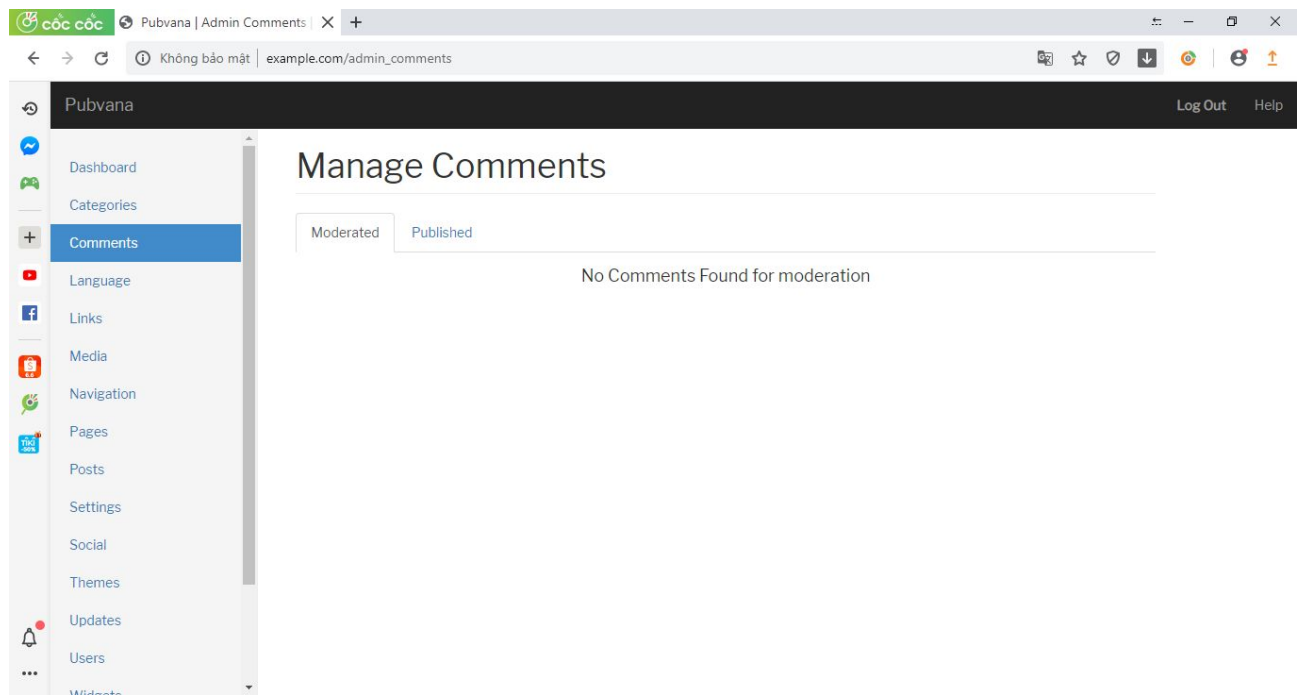 cốc cốc Pubvana | Admin Comments |
Không bảo mật example.com/admin_comments
Pubvana Log Out Help
Dashboard
Categories
Comments
Language
Links
Media
Navigation
Pages
Posts
Settings
Social
Themes
Updates
Users
Widgets
Manage Comments
Moderated Published
No Comments Found for moderation